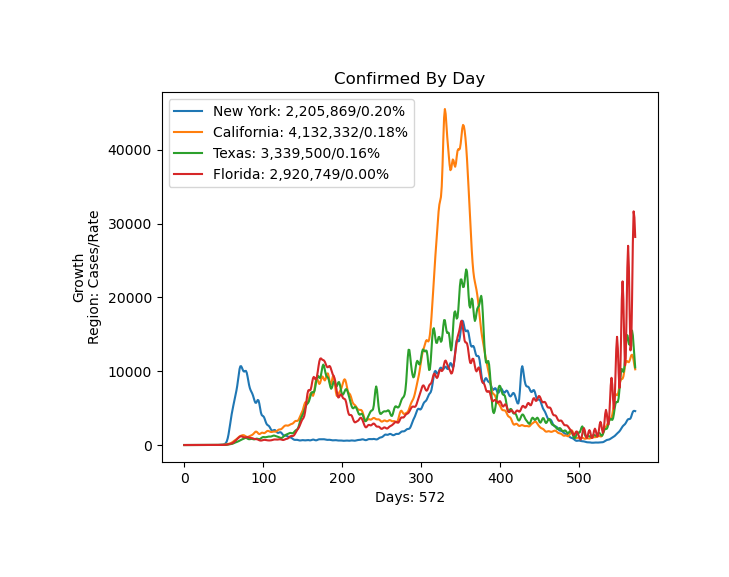 Confirmed By Day
New York: 2,205,869/0.20%
California: 4,132,332/0.18%
Texas: 3,339,500/0.16%
Florida: 2,920,749/0.00%
40000
30000
20000
10000
0
Growth
Region: Cases/Rate
0 100 200 300 400 500
Days: 572